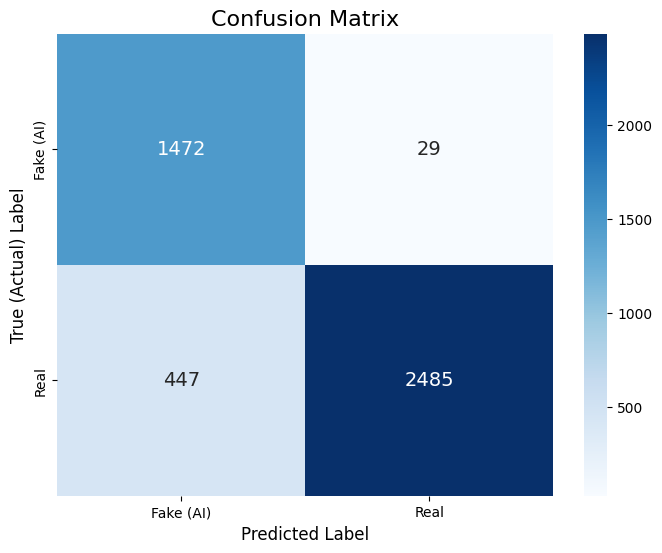 Confusion Matrix
Fake (AI)
1472
29
2000
1500
True (Actual) Label
1000
Real
447
2485
500
Fake (AI)
Real
Predicted Label